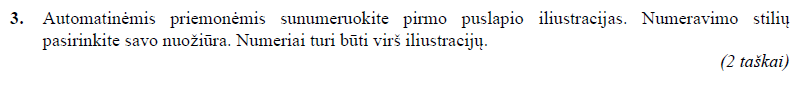 3. Automatinėmis priemonėmis sunumeruokite pirmo puslapio iliustracijas. Numeravimo stilių
pasirinkite savo nuožiūra. Numeriai turi būti virš iliustracijų.
(2 taškai)